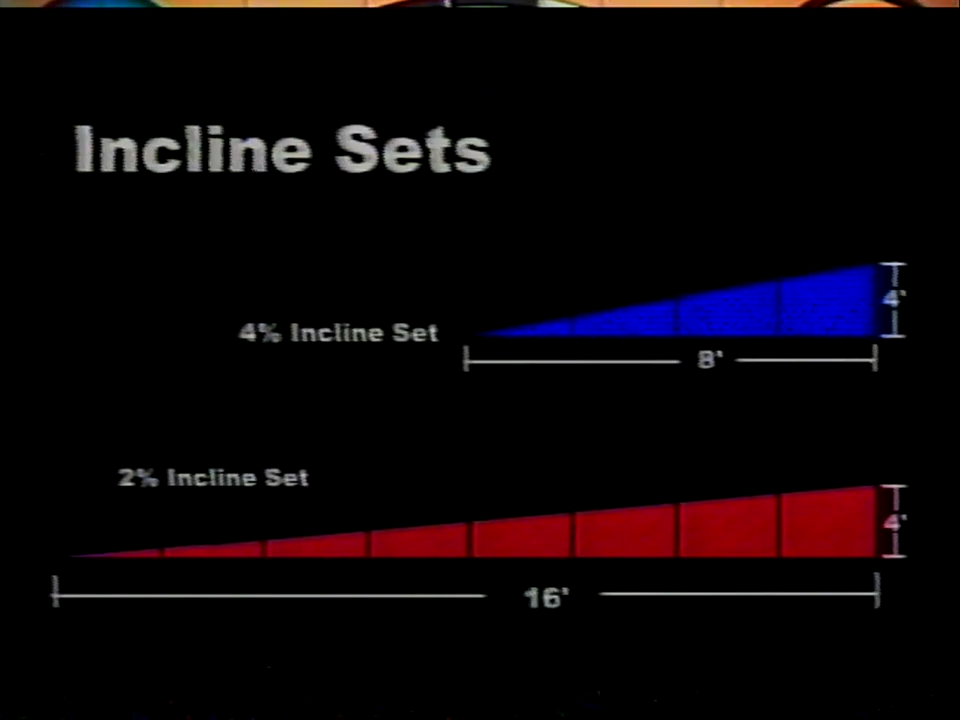 Incline Sets
4'
4% Incline Set
8'
2% Incline Set
4'
16'